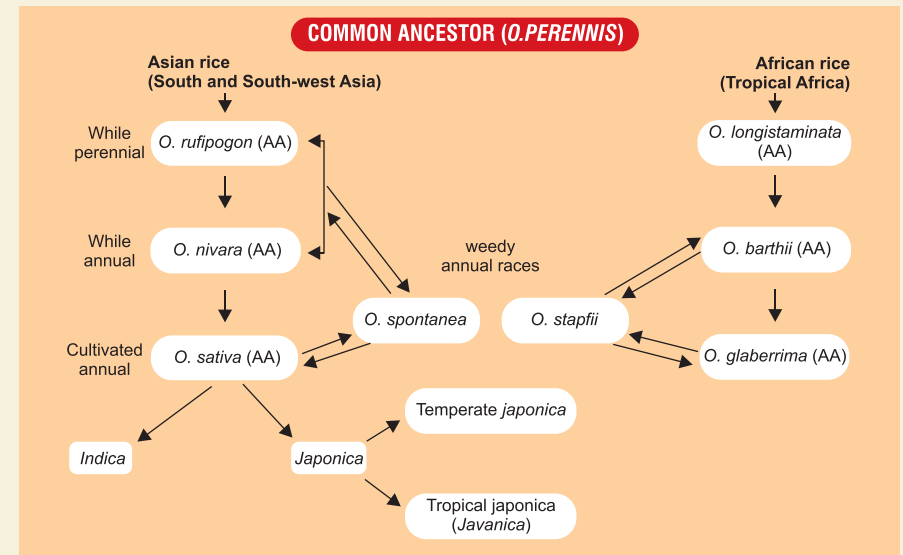 COMMON ANCESTOR (O.PERENNIS)
Asian rice
(South and South-west Asia)
African rice
(Tropical Africa)
While
perennial
O. rufipogon (AA)
O. longistaminata
(AA)
While
annual
O. nivara (AA)
weedy
annual races
O. barthii (AA)
O. spontanea
O. stapfii
Cultivated
annual
O. sativa (AA)
O. glaberrima (AA)
Temperate japonica
Indica
Japonica
Tropical japonica
(Javanica)